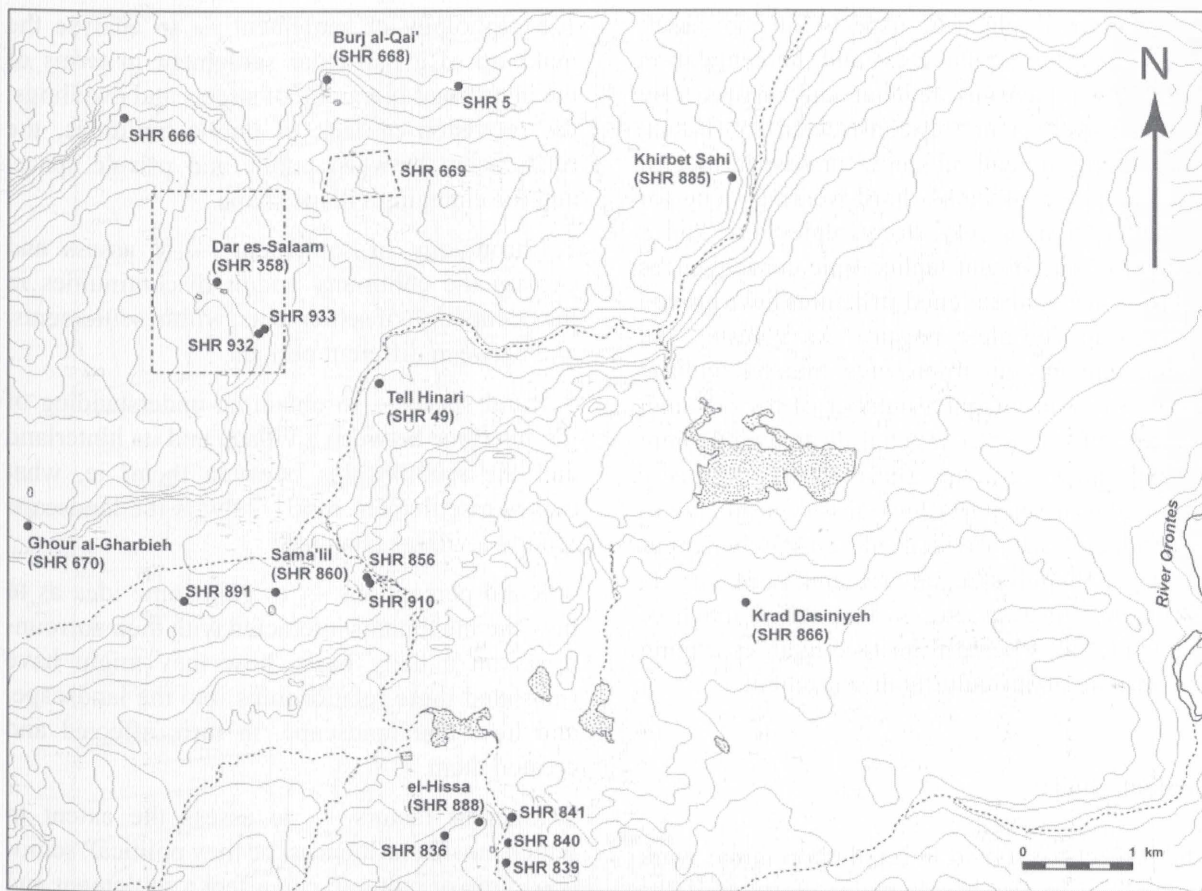 Burj al-Qai'
(SHR 668)
SHR 5
N
SHR 666
SHR 669
Khirbet Sahi
(SHR 885)
Dar es-Salaam
(SHR 358)
SHR 933
SHR 932
Tell Hinari
(SHR 49)
Ghour al-Gharbieh
(SHR 670)
Sama'lil
(SHR 860)
SHR 856
SHR 891
SHR 910
Krad Dasiniyeh
(SHR 866)
River Orontes
el-Hissa
(SHR 888)
SHR 841
SHR 836
SHR 840
SHR 839
0 1 km